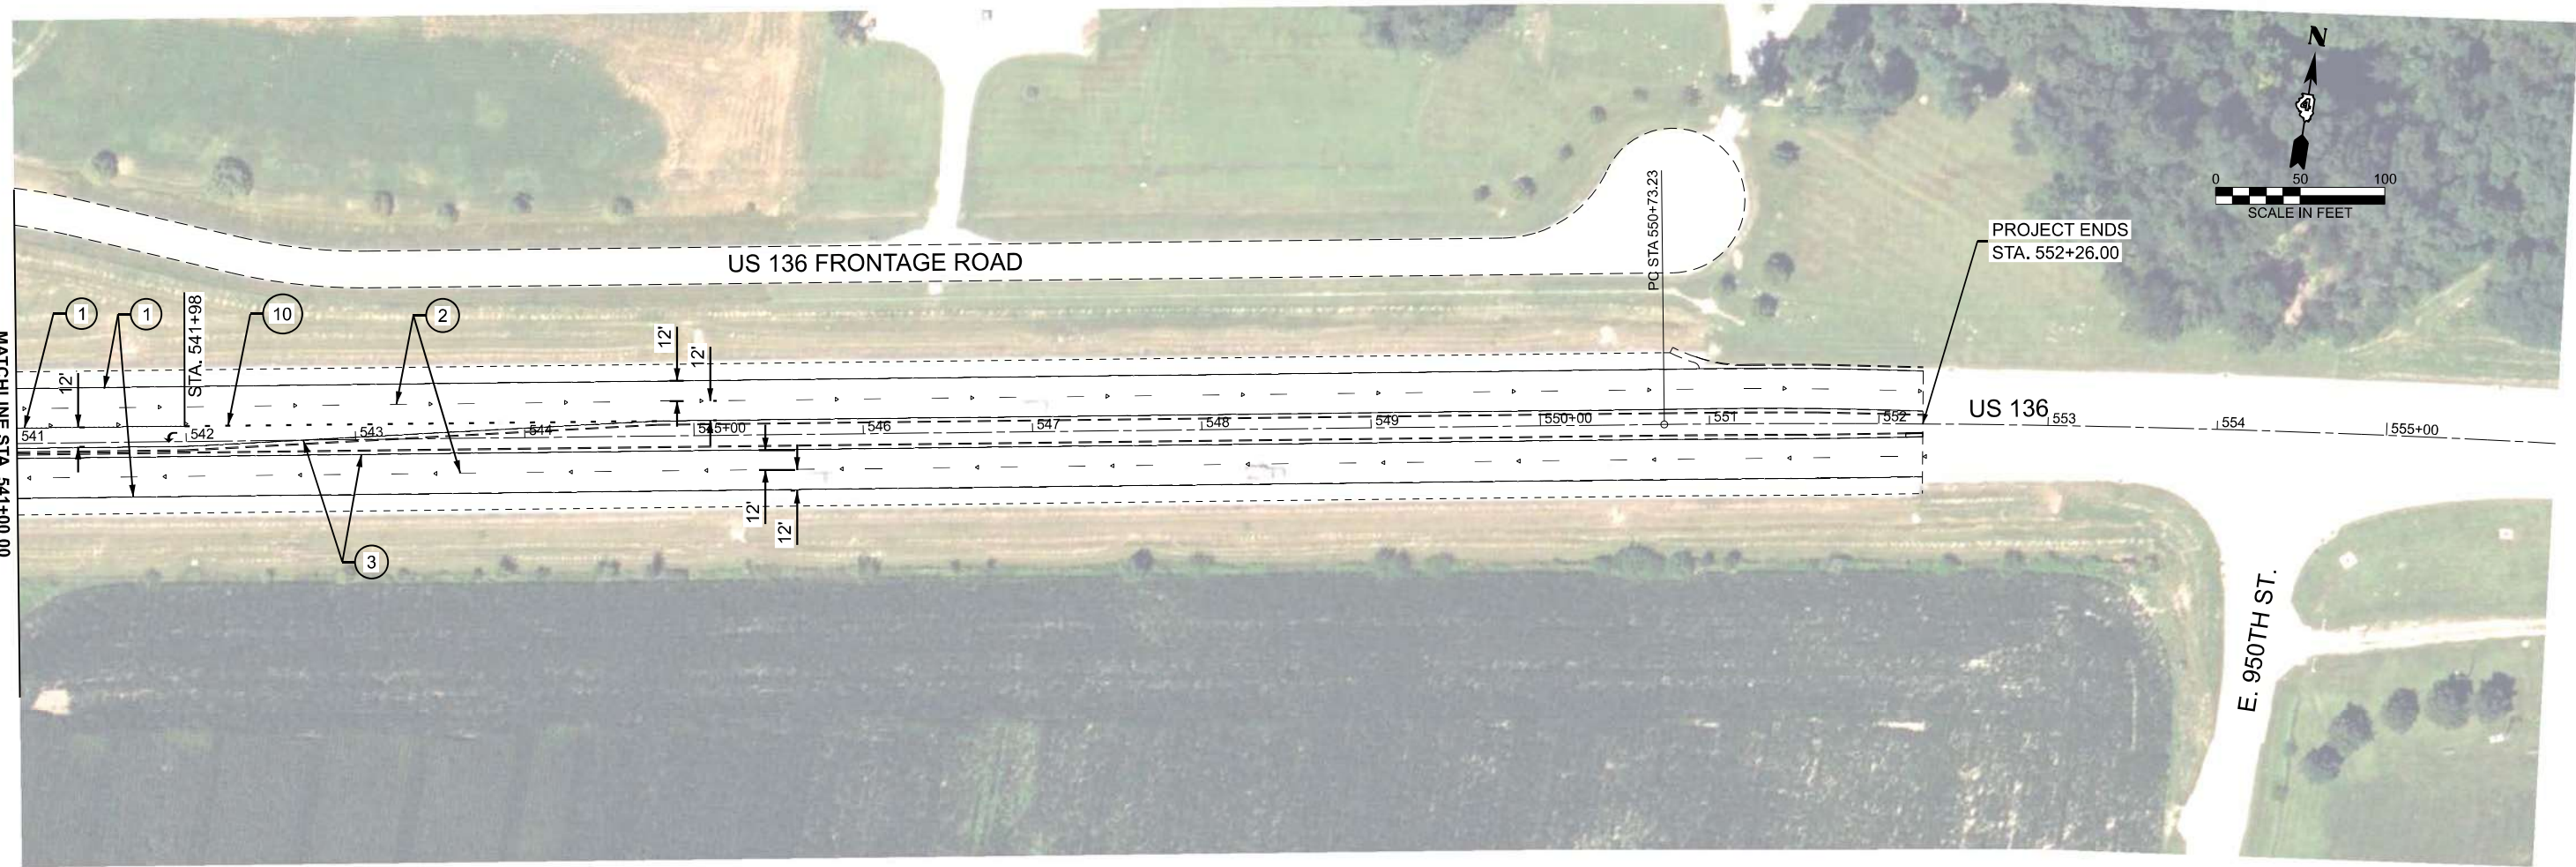 N
4
0 50 100
SCALE IN FEET
PROJECT ENDS
STA. 552+26.00
PC STA 550+73.23
US 136 FRONTAGE ROAD
1
1
STA. 541+98
10
2
12'
12'
12'
MATCHLINE STA. 541+00.00
541 542 543 544 545+00 546 547 548 549 550+00 551 552 553 554 555+00
US 136
12'
12'
3
E. 950TH ST.